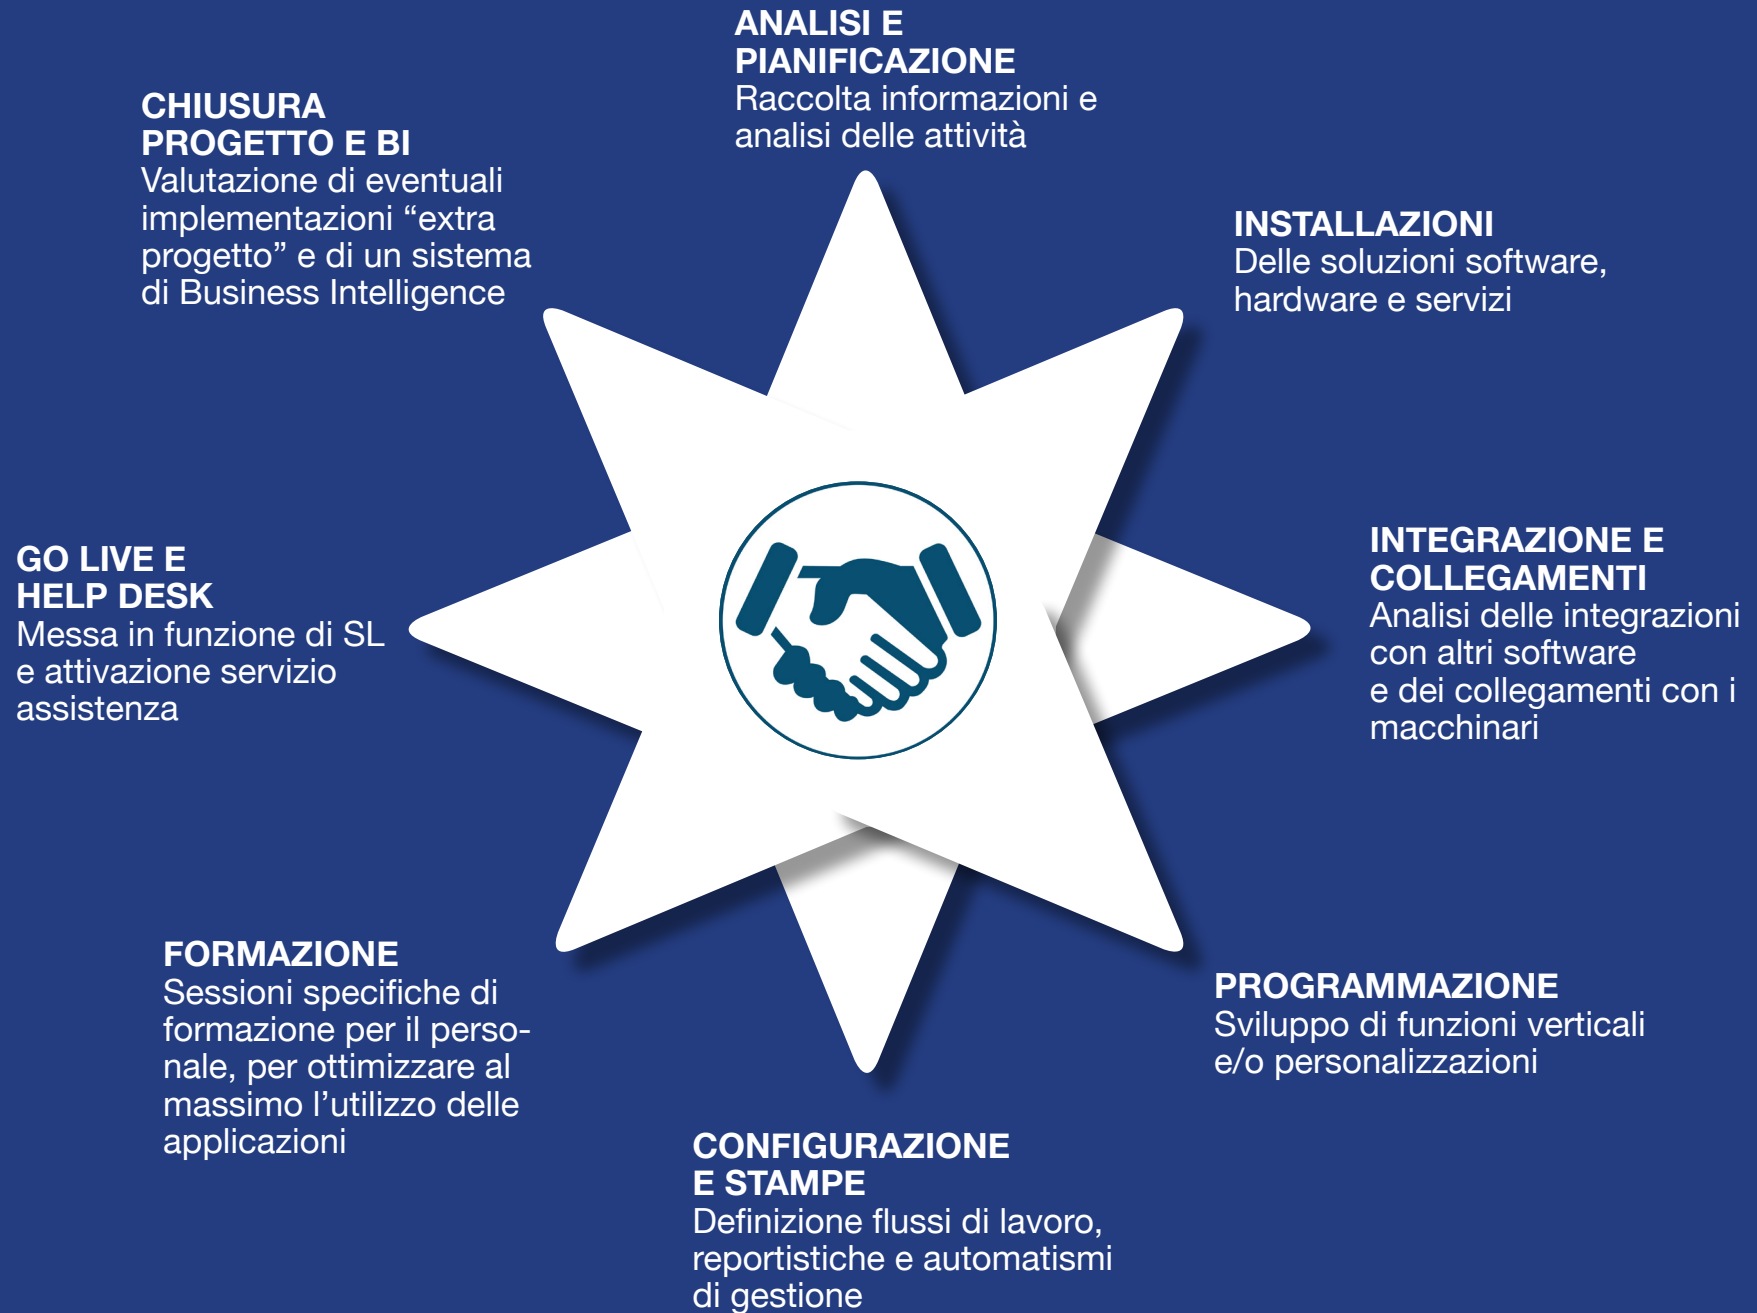 ANALISI E
PIANIFICAZIONE
Raccolta informazioni e
analisi delle attività
INSTALLAZIONI
Delle soluzioni software,
hardware e servizi
INTEGRAZIONE E
COLLEGAMENTI
Analisi delle integrazioni
con altri software
e dei collegamenti con i
macchinari
PROGRAMMAZIONE
Sviluppo di funzioni verticali
e/o personalizzazioni
CONFIGURAZIONE
E STAMPE
Definizione flussi di lavoro,
reportistiche e automatismi
di gestione
FORMAZIONE
Sessioni specifiche di
formazione per il perso-
nale, per ottimizzare al
massimo l’utilizzo delle
applicazioni
GO LIVE E
HELP DESK
Messa in funzione di SL
e attivazione servizio
assistenza
CHIUSURA
PROGETTO E BI
Valutazione di eventuali
implementazioni “extra
progetto” e di un sistema
di Business Intelligence